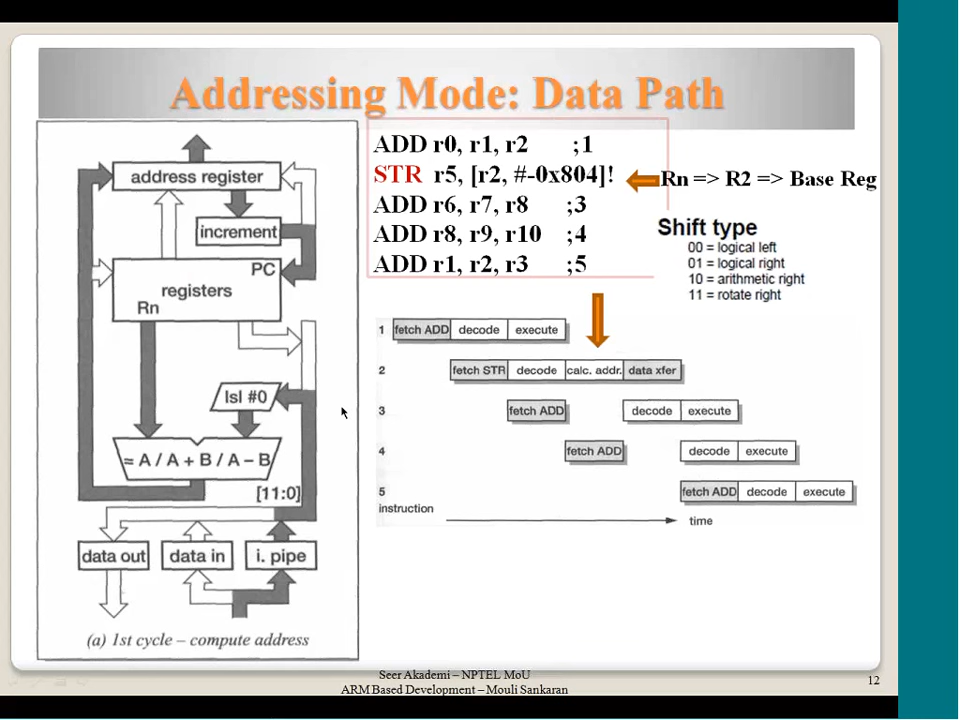 Addressing Mode: Data Path
address register
increment
PC
registers
Rn
lsl #0
= A / A + B / A – B
[11:0]
data out
data in
i. pipe
(a) 1st cycle – compute address
ADD r0, r1, r2 ;1
STR r5, [r2, #-0x804]!
ADD r6, r7, r8 ;3
ADD r8, r9, r10 ;4
ADD r1, r2, r3 ;5
Rn => R2 => Base Reg
Shift type
00 = logical left
01 = logical right
10 = arithmetic right
11 = rotate right
1 fetch ADD decode execute
2 fetch STR decode calc. addr. data xfer
3 fetch ADD decode execute
4 fetch ADD decode execute
5 fetch ADD decode execute
instruction
time
Seer Akademi – NPTEL MoU
ARM Based Development – Mouli Sankaran
12